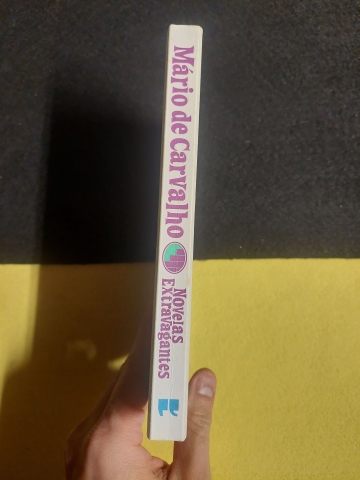 Mário de Carvalho
Novelas
Extravagantes